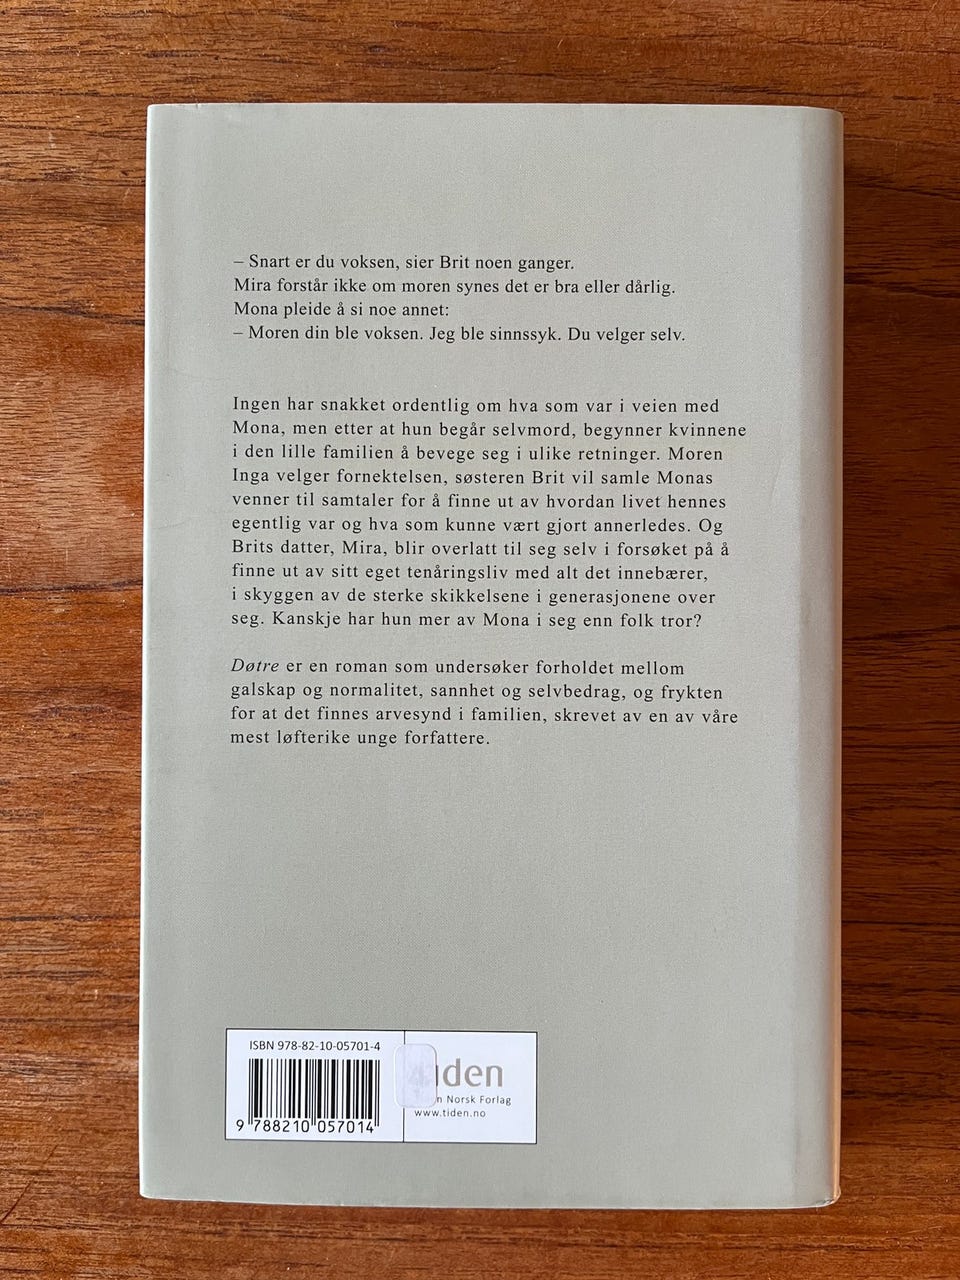 – Snart er du voksen, sier Brit noen ganger.
Mira forstår ikke om moren synes det er bra eller dårlig.
Mona pleide å si noe annet:
– Moren din ble voksen. Jeg ble sinnssyk. Du velger selv.
Ingen har snakket ordentlig om hva som var i veien med
Mona, men etter at hun begår selvmord, begynner kvinnene
i den lille familien å bevege seg i ulike retninger. Moren
Inga velger fornektelsen, søsteren Brit vil samle Monas
venner til samtaler for å finne ut av hvordan livet hennes
egentlig var og hva som kunne vært gjort annerledes. Og
Brits datter, Mira, blir overlatt til seg selv i forsøket på å
finne ut av sitt eget tenåringsliv med alt det innebærer,
i skyggen av de sterke skikkelsene i generasjonene over
seg. Kanskje har hun mer av Mona i seg enn folk tror?
Døtre er en roman som undersøker forholdet mellom
galskap og normalitet, sannhet og selvbedrag, og frykten
for at det finnes arvesynd i familien, skrevet av en av våre
mest løfterike unge forfattere.
ISBN 978-82-10-05701-4
9 788210 057014
Norsk Forlag
www.tiden.no